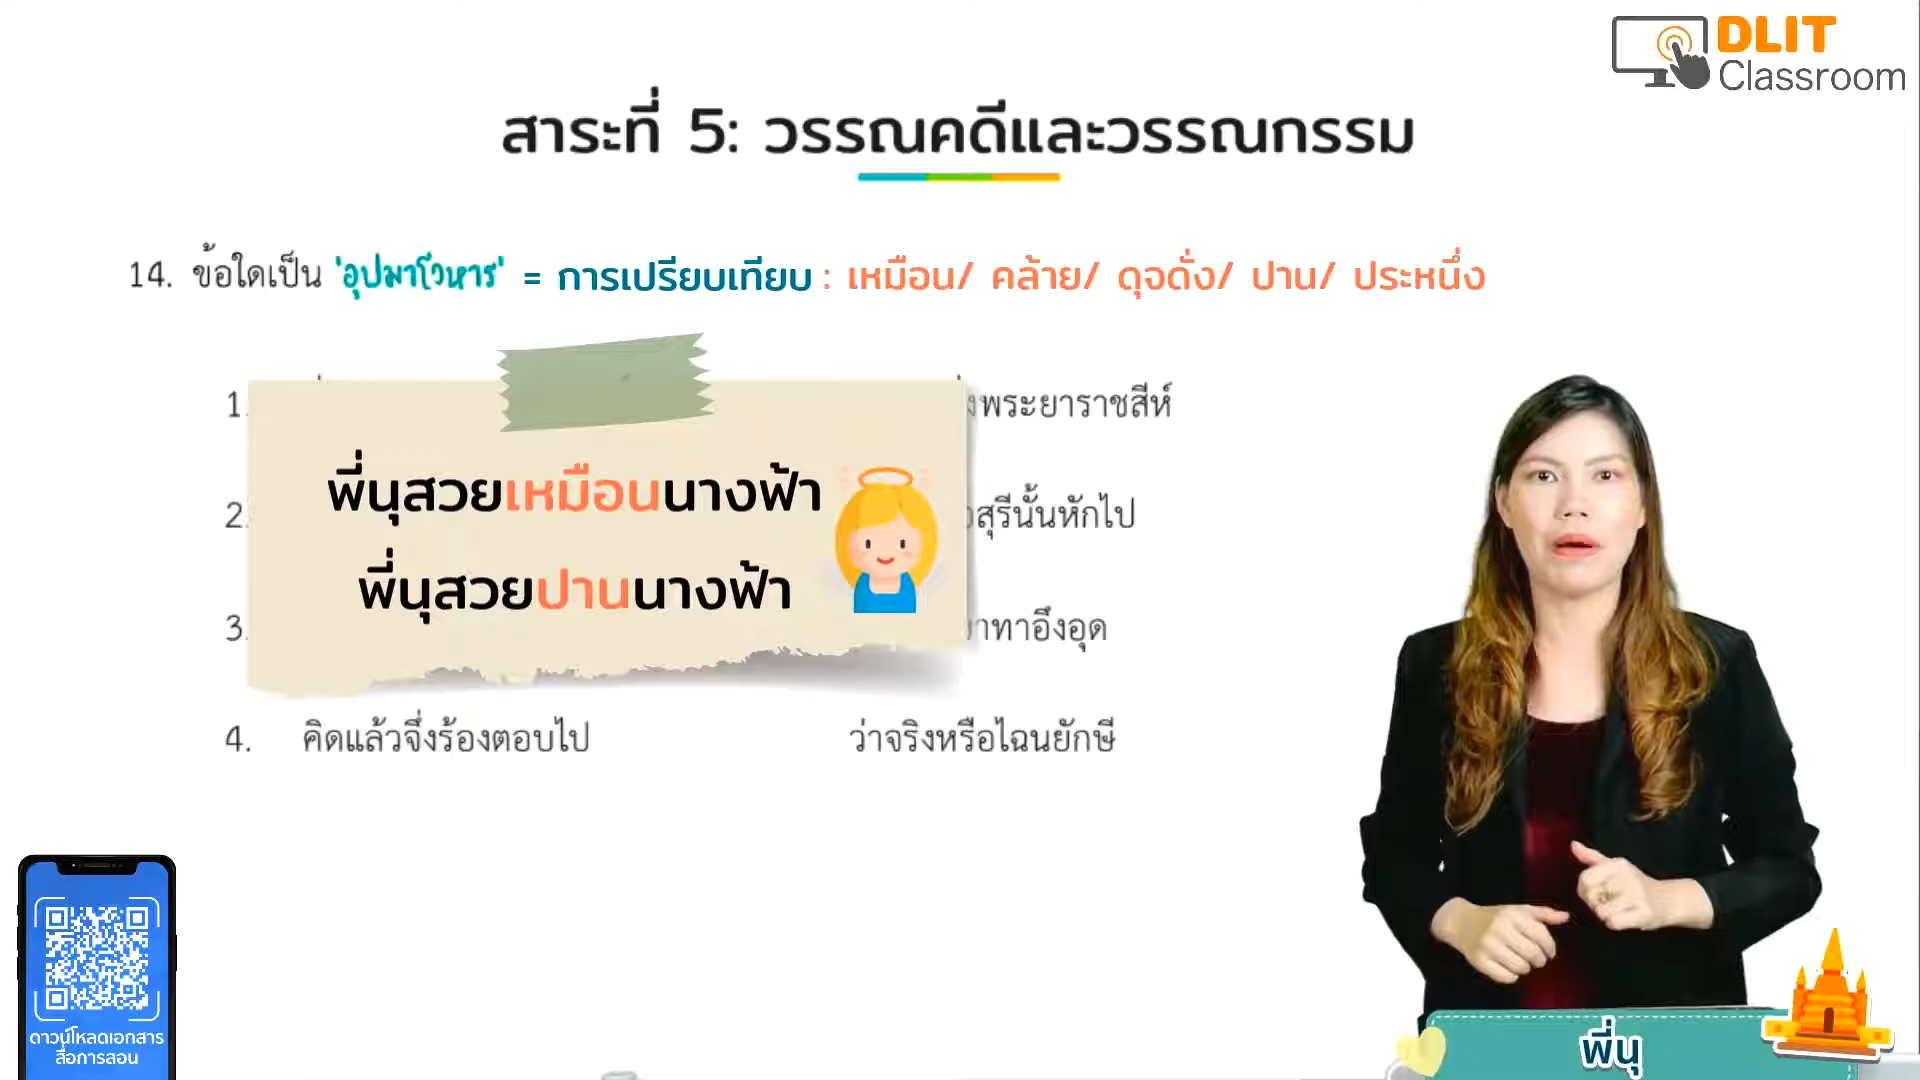 DLIT
Classroom
สาระที่ 5: วรรณคดีและวรรณกรรม
14. ข้อใดเป็น 'อุปมาโวหาร' = การเปรียบเทียบ : เหมือน/ คล้าย/ ดุจดั่ง/ ปาน/ ประหนึ่ง
1. พระยาราชสีห์
พี่นุสวยเหมือนนางฟ้า
2. สุรีนั้นหักไป
พี่นุสวยปานนางฟ้า
3. ทาอึงอุด
4. คิดแล้วจึ่งร้องตอบไป ว่าจริงหรือไฉนยักษี
ดาวน์โหลดเอกสาร
สื่อการสอน
พี่นุ